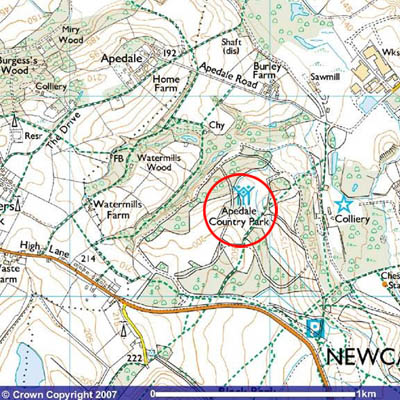 Miry
Wood
Burgess's
Wood
192
Apedale
Shaft
(dis)
Burley
Farm
Wks
Colliery
Home
Farm
Apedale Road
Sawmill
Resr
The Drive
Chy
FB
Watermills
Wood
Watermills
Farm
Apedale
Country Park
Colliery
High Lane
214
Farm
222
NEWCA
© Crown Copyright 2007
0
1km